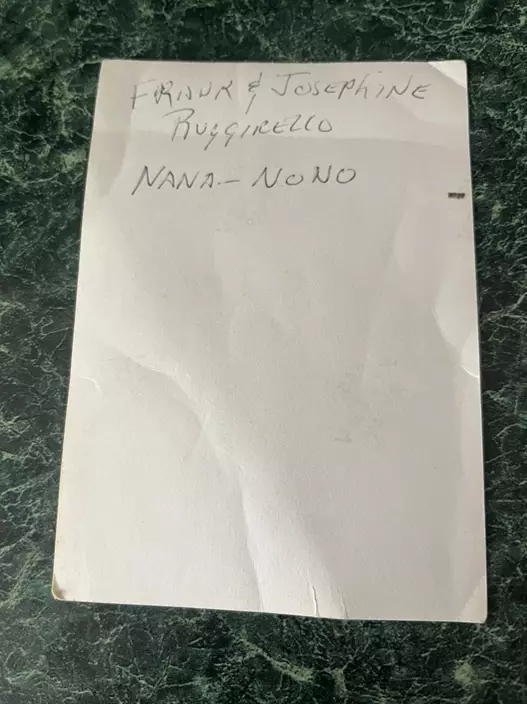 FRANK & JOSEPHINE
RUGGIRELLO
NANA - NONO